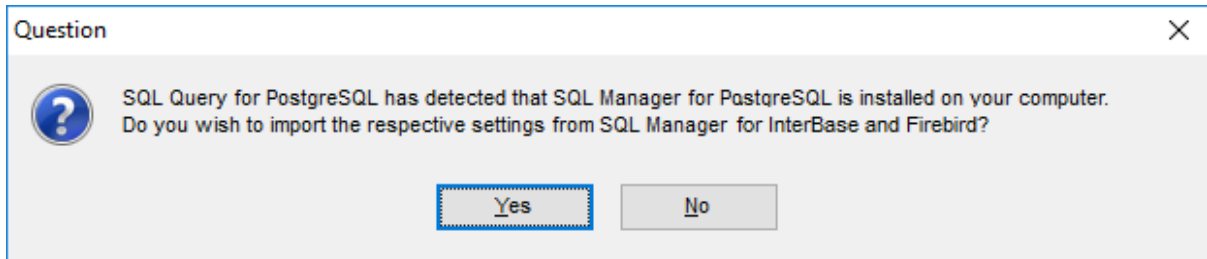 Question
SQL Query for PostgreSQL has detected that SQL Manager for PostgreSQL is installed on your computer.
Do you wish to import the respective settings from SQL Manager for InterBase and Firebird?
Yes No